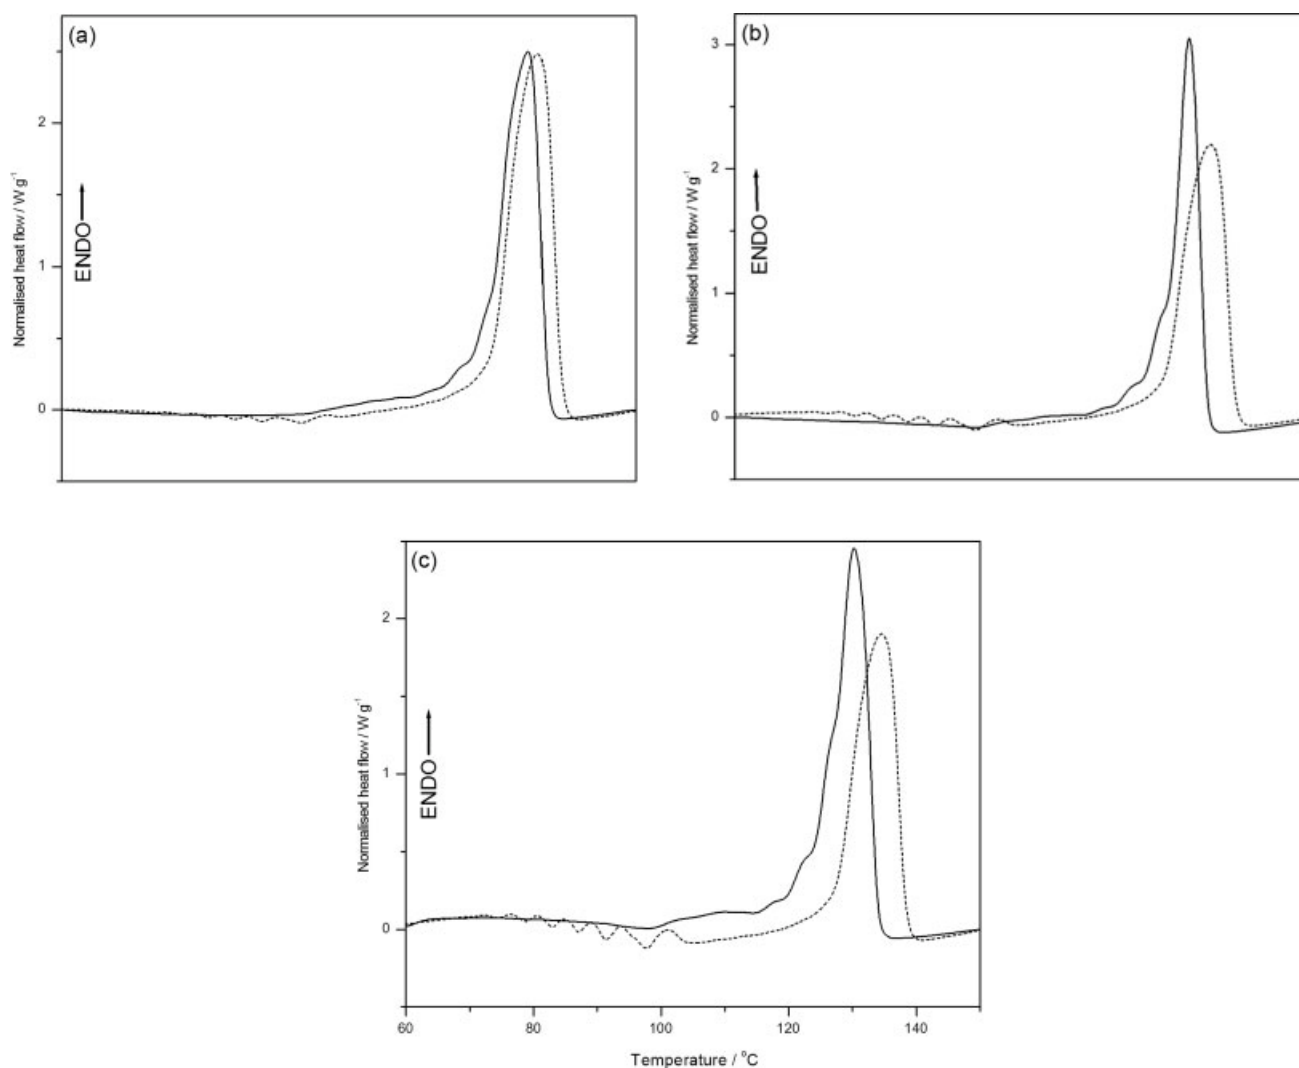 (a)
2
1
0
Normalised heat flow / W g⁻¹
ENDO
(b)
3
2
1
0
Normalised heat flow / W g⁻¹
ENDO
(c)
2
1
0
Normalised heat flow / W g⁻¹
ENDO
60 80 100 120 140
Temperature / °C